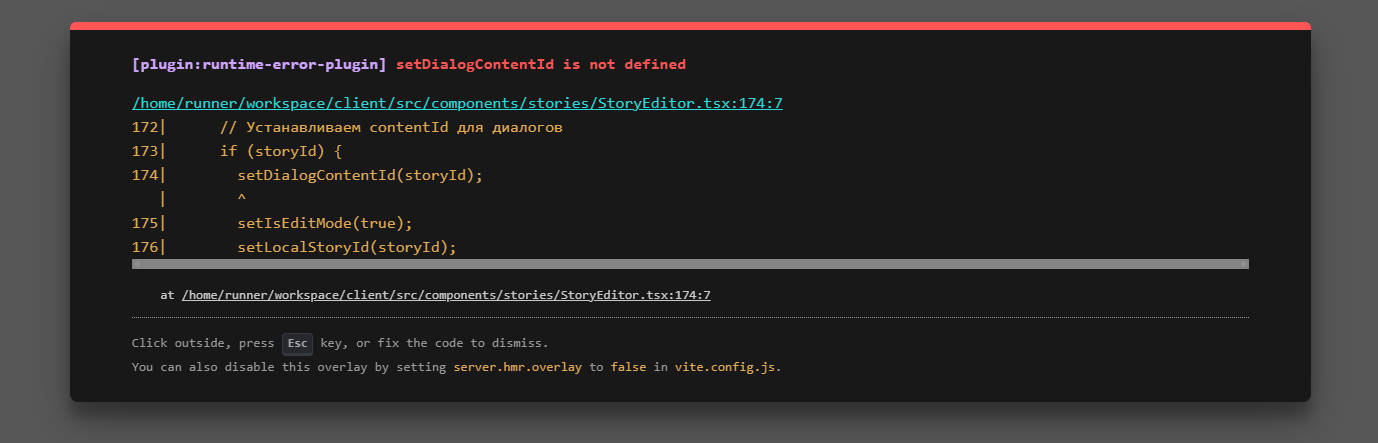 [plugin:runtime-error-plugin] setDialogContentId is not defined
/home/runner/workspace/client/src/components/stories/StoryEditor.tsx:174:7
172|      // Устанавливаем contentId для диалогов
173|      if (storyId) {
174|        setDialogContentId(storyId);
   |        ^
175|        setIsEditMode(true);
176|        setLocalStoryId(storyId);
at /home/runner/workspace/client/src/components/stories/StoryEditor.tsx:174:7
Click outside, press Esc key, or fix the code to dismiss.
You can also disable this overlay by setting server.hmr.overlay to false in vite.config.js.